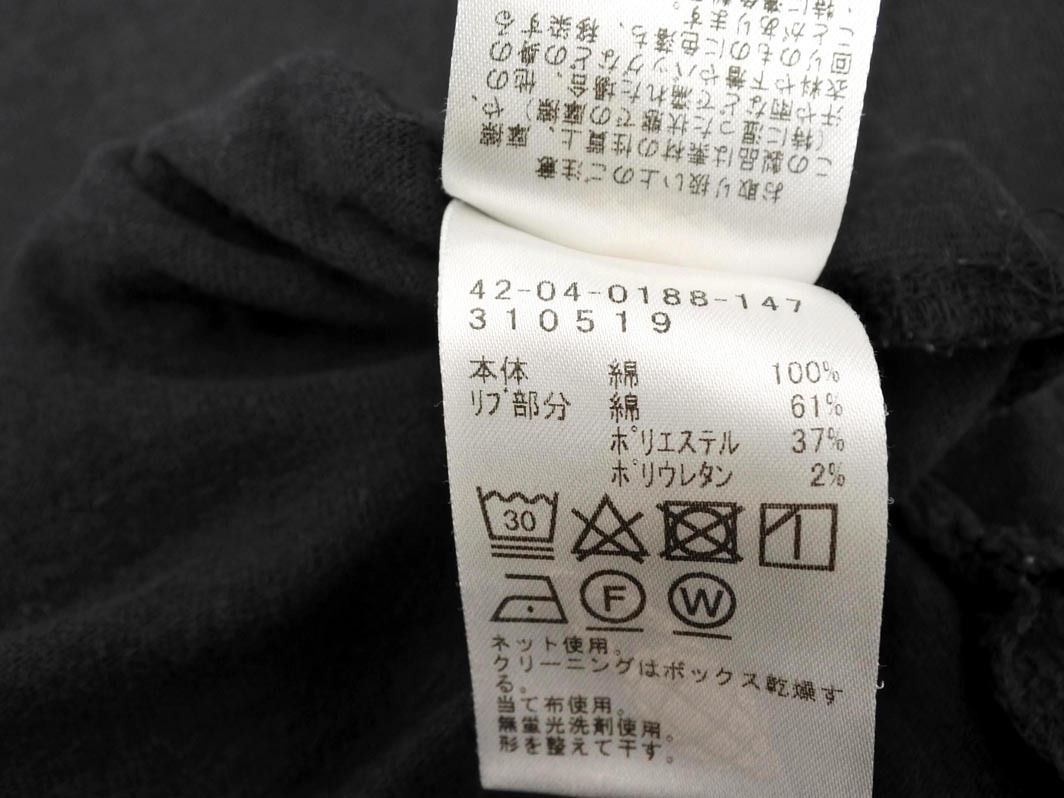 お取り扱い上のご注意
この製品は素材の性質上、摩擦
(特に湿った状態での摩擦)や、
汗や雨などで濡れた場合、他の
衣料や下着やバッグなどの身の
回りのものに色落ち、移染する
ことがあります。
42-04-0188-147
310519
本体 綿 100%
リブ部分 綿 61%
ポリエステル 37%
ポリウレタン 2%
30
F W
ネット使用。
クリーニングはボックス乾燥す
る。
当て布使用。
無蛍光洗剤使用。
形を整えて干す。